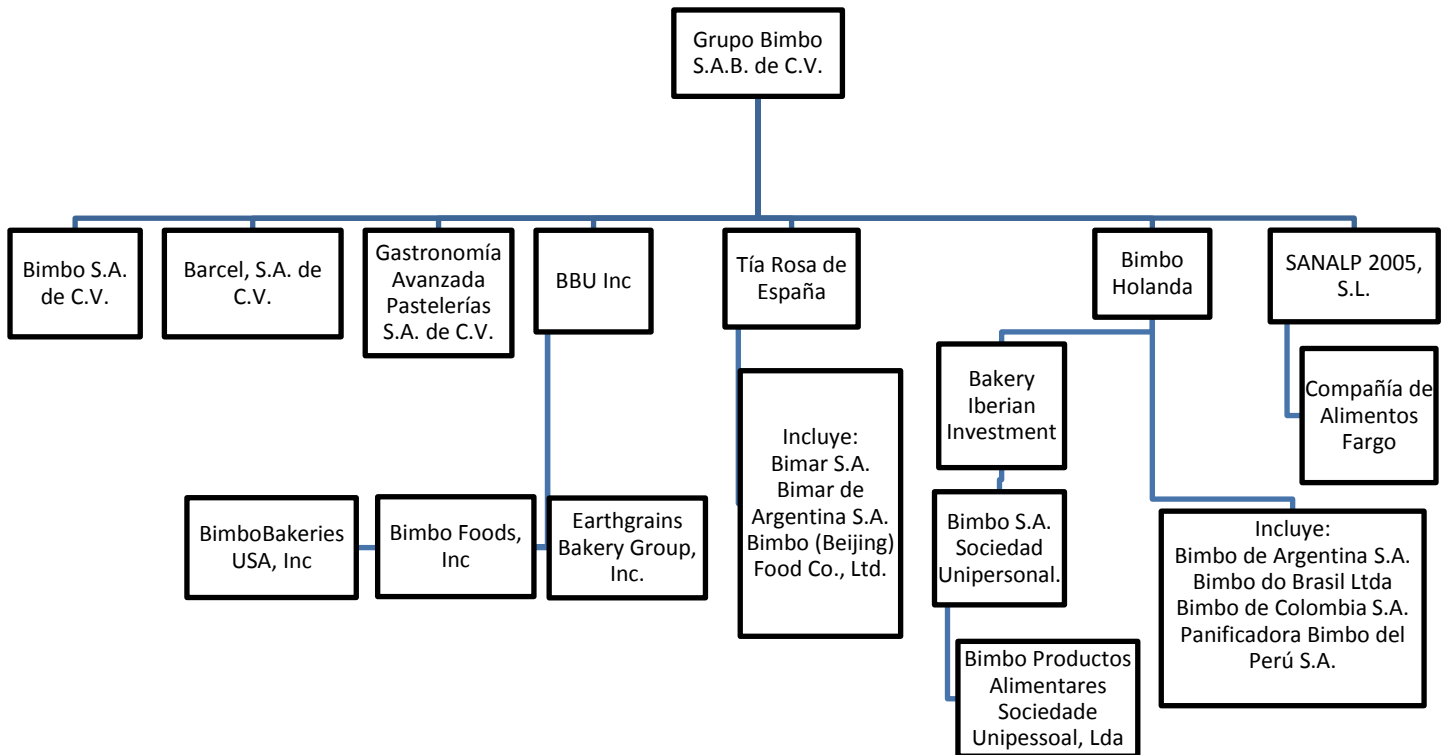 Grupo Bimbo
S.A.B. de C.V.
Bimbo S.A.
de C.V.
Barcel, S.A. de
C.V.
Gastronomía
Avanzada
Pastelerías
S.A. de C.V.
BBU Inc
Tía Rosa de
España
Bimbo
Holanda
SANALP 2005,
S.L.
BimboBakeries
USA, Inc
Bimbo Foods,
Inc
Earthgrains
Bakery Group,
Inc.
Incluye:
Bimar S.A.
Bimar de
Argentina S.A.
Bimbo (Beijing)
Food Co., Ltd.
Bakery
Iberian
Investment
Bimbo S.A.
Sociedad
Unipersonal.
Bimbo Productos
Alimentares
Sociedade
Unipessoal, Lda
Incluye:
Bimbo de Argentina S.A.
Bimbo do Brasil Ltda
Bimbo de Colombia S.A.
Panificadora Bimbo del
Perú S.A.
Compañía de
Alimentos
Fargo